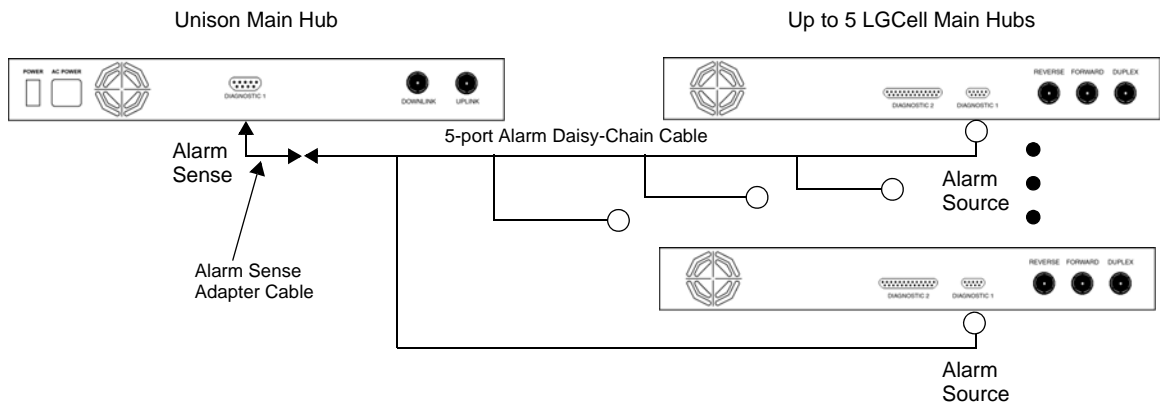 Unison Main Hub
Up to 5 LGCell Main Hubs
POWER
AC POWER
DIAGNOSTIC 1
DOWNLINK
UPLINK
DIAGNOSTIC 2
DIAGNOSTIC 1
REVERSE
FORWARD
DUPLEX
5-port Alarm Daisy-Chain Cable
Alarm
Sense
Alarm
Source
Alarm Sense
Adapter Cable
DIAGNOSTIC 2
DIAGNOSTIC 1
REVERSE
FORWARD
DUPLEX
Alarm
Source